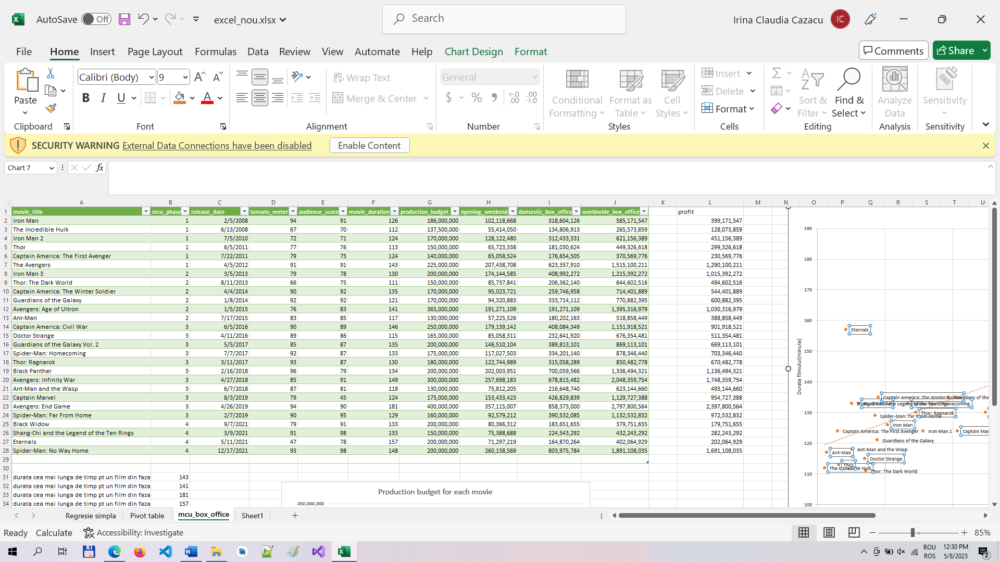 AutoSave Off excel_nou.xlsx Search Irina Claudia Cazacu IC
File Home Insert Page Layout Formulas Data Review View Automate Help Chart Design Format Comments Share
Calibri (Body) 9 Wrap Text General Insert
Paste B I U Merge & Center $ % Conditional Formatting Format as Table Cell Styles Delete Format Sort & Filter Find & Select Analyze Data Sensitivity
Clipboard Font Alignment Number Styles Cells Editing Analysis Sensitivity
SECURITY WARNING External Data Connections have been disabled Enable Content
Chart 7 fx
A B C D E F G H I J K L M N O P Q R S T U
1 movie_title mcu_phase release_date tomato_meter audience_score movie_duration production_budget opening_weekend domestic_box_office worldwide_box_office profit
2 Iron Man 1 2/5/2008 94 91 126 186,000,000 102,118,668 318,604,126 585,171,547 399,171,547
3 The Incredible Hulk 1 6/13/2008 67 70 112 137,500,000 55,414,050 134,806,913 265,573,859 128,073,859
4 Iron Man 2 1 7/5/2010 72 71 124 170,000,000 128,122,480 312,433,331 621,156,389 451,156,389
5 Thor 1 6/5/2011 77 76 113 150,000,000 65,723,338 181,030,624 449,326,618 299,326,618
6 Captain America: The First Avenger 1 7/22/2011 79 75 124 140,000,000 65,058,524 176,654,505 370,569,776 230,569,776
7 The Avengers 1 4/5/2012 91 91 143 225,000,000 207,438,708 623,357,910 1,515,100,211 1,290,100,211
8 Iron Man 3 2 3/5/2013 79 78 130 200,000,000 174,144,585 408,992,272 1,215,392,272 1,015,392,272
9 Thor: The Dark World 2 8/11/2013 66 75 111 150,000,000 85,737,841 206,362,140 644,602,516 494,602,516
10 Captain America: The Winter Soldier 2 4/4/2014 90 92 135 170,000,000 95,023,721 259,746,958 714,401,889 544,401,889
11 Guardians of the Galaxy 2 1/8/2014 92 92 121 170,000,000 94,320,883 333,714,112 770,882,395 600,882,395
12 Avengers: Age of Ultron 2 1/5/2015 76 83 141 365,000,000 191,271,109 191,271,109 1,395,316,979 1,030,316,979
13 Ant-Man 2 7/17/2015 83 85 117 130,000,000 57,225,526 180,202,163 518,858,449 388,858,449
14 Captain America: Civil War 3 6/5/2016 90 89 146 250,000,000 179,139,142 408,084,349 1,151,918,521 901,918,521
15 Doctor Strange 3 4/11/2016 89 86 115 165,000,000 85,058,311 232,641,920 676,354,481 511,354,481
16 Guardians of the Galaxy Vol. 2 3 5/5/2017 85 87 135 200,000,000 146,510,104 389,813,101 869,113,101 669,113,101
17 Spider-Man: Homecoming 3 7/7/2017 92 87 133 175,000,000 117,027,503 334,201,140 878,346,440 703,346,440
18 Thor: Ragnarok 3 3/11/2017 93 87 130 180,000,000 122,744,989 315,058,289 850,482,778 670,482,778
19 Black Panther 3 2/16/2018 96 79 134 200,000,000 202,003,951 700,059,566 1,336,494,321 1,136,494,321
20 Avengers: Infinity War 3 4/27/2018 85 91 149 300,000,000 257,698,183 678,815,482 2,048,359,754 1,748,359,754
21 Ant-Man and the Wasp 3 6/7/2018 87 81 118 130,000,000 75,812,205 216,648,740 623,144,660 493,144,660
22 Captain Marvel 3 8/3/2019 79 45 124 175,000,000 153,433,423 426,829,839 1,129,727,388 954,727,388
23 Avengers: End Game 3 4/26/2019 94 90 181 400,000,000 357,115,007 858,373,000 2,797,800,564 2,397,800,564
24 Spider-Man: Far From Home 3 2/7/2019 90 95 129 160,000,000 92,579,212 390,532,085 1,132,532,832 972,532,832
25 Black Widow 4 9/7/2021 79 91 133 200,000,000 80,366,312 183,651,655 379,751,655 179,751,655
26 Shang-Chi and the Legend of the Ten Rings 4 3/9/2021 91 98 133 150,000,000 75,388,688 224,543,292 432,243,292 282,243,292
27 Eternals 4 5/11/2021 47 78 157 200,000,000 71,297,219 164,870,264 402,064,929 202,064,929
28 Spider-Man: No Way Home 4 12/17/2021 93 98 148 200,000,000 260,138,569 803,975,784 1,891,108,035 1,691,108,035
29
30
31 durata cea mai lunga de timp pt un film din faza 143
32 durata cea mai lunga de timp pt un film din faza 141
33 durata cea mai lunga de timp pt un film din faza 181
34 durata cea mai lunga de timp pt un film din faza 157
Production budget for each movie
450,000,000
Durata filmului(minute)
190
180
170
160
Eternals
150
140
Captain America: The Winter Soldier
130
Thor: Ragnarok
Spider-Man: Far From Home
Iron Man
Captain America: The First Avenger Iron Man 2 Captain Mar
Guardians of the Galaxy
120
Ant-Man and the Wasp
Ant-Man
Doctor Strange
Thor
The Incredible Hulk
Thor: The Dark World
110
100
Regresie simpla Pivot table mcu_box_office Sheet1
Ready Calculate Accessibility: Investigate 85%
ROU 12:30 PM
ROS 5/8/2023 2